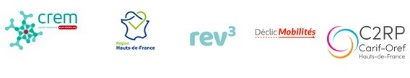 crem
Région
Hauts-de-France
rev3
Déclic Mobilités
C2RP
Carif-Oref
Hauts-de-France